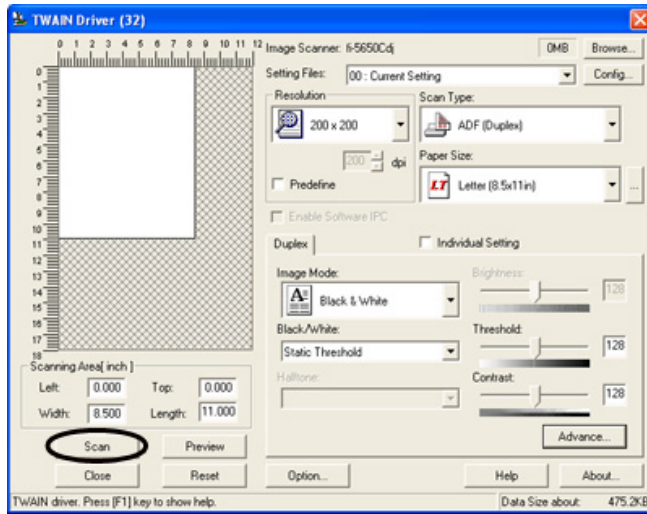 TWAIN Driver (32)
0 1 2 3 4 5 6 7 8 9 10 11 12
Image Scanner: fi-5650Cdj
0MB
Browse...
Setting Files:
00 : Current Setting
Config...
0
1
2
3
4
5
6
7
8
9
10
11
12
13
14
15
16
17
18
Resolution
200 x 200
200 dpi
Predefine
Scan Type:
ADF (Duplex)
Paper Size:
LT Letter (8.5x11in)
...
Enable Software IPC
Duplex
Individual Setting
Image Mode:
A Black & White
Black/White:
Static Threshold
Halftone:
Brightness:
128
Threshold:
128
Contrast:
128
Advance...
Scanning Area[ inch ]
Left: 0.000 Top: 0.000
Width: 8.500 Length: 11.000
Scan Preview
Close Reset Option... Help About...
TWAIN driver. Press [F1] key to show help. Data Size about: 475.2KB